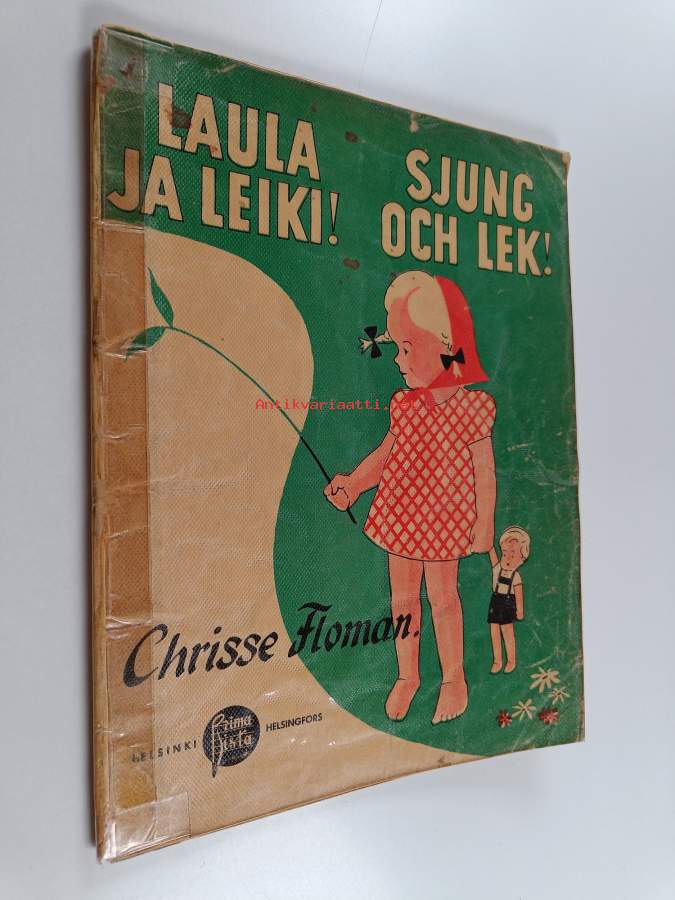 LAULA
JA LEIKI!
SJUNG
OCH LEK!
Antikvariaatti.net
Chrisse Floman.
HELSINKI
Prima
Vista
HELSINGFORS